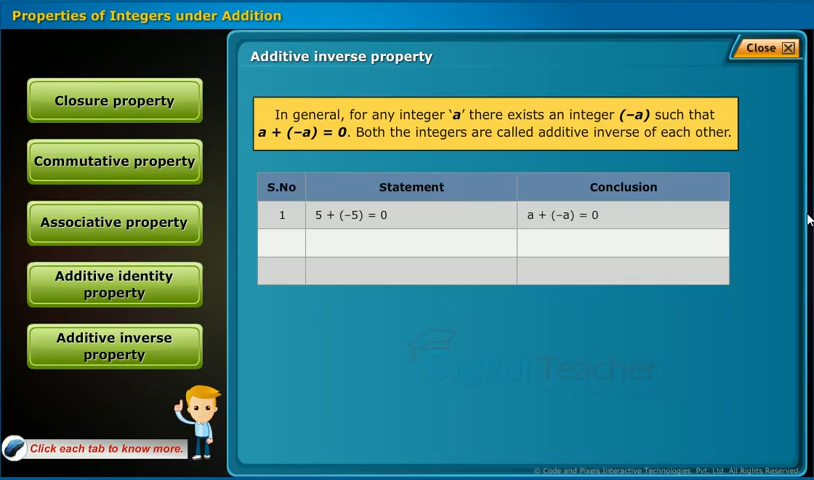 Properties of Integers under Addition
Close
Additive inverse property
Closure property
Commutative property
Associative property
Additive identity
property
Additive inverse
property
Click each tab to know more.
In general, for any integer ‘a’ there exists an integer (–a) such that
a + (–a) = 0. Both the integers are called additive inverse of each other.
S.No Statement Conclusion
1 5 + (–5) = 0 a + (–a) = 0
Digital Teacher
© Code and Pixels Interactive Technologies Pvt. Ltd. All Rights Reserved